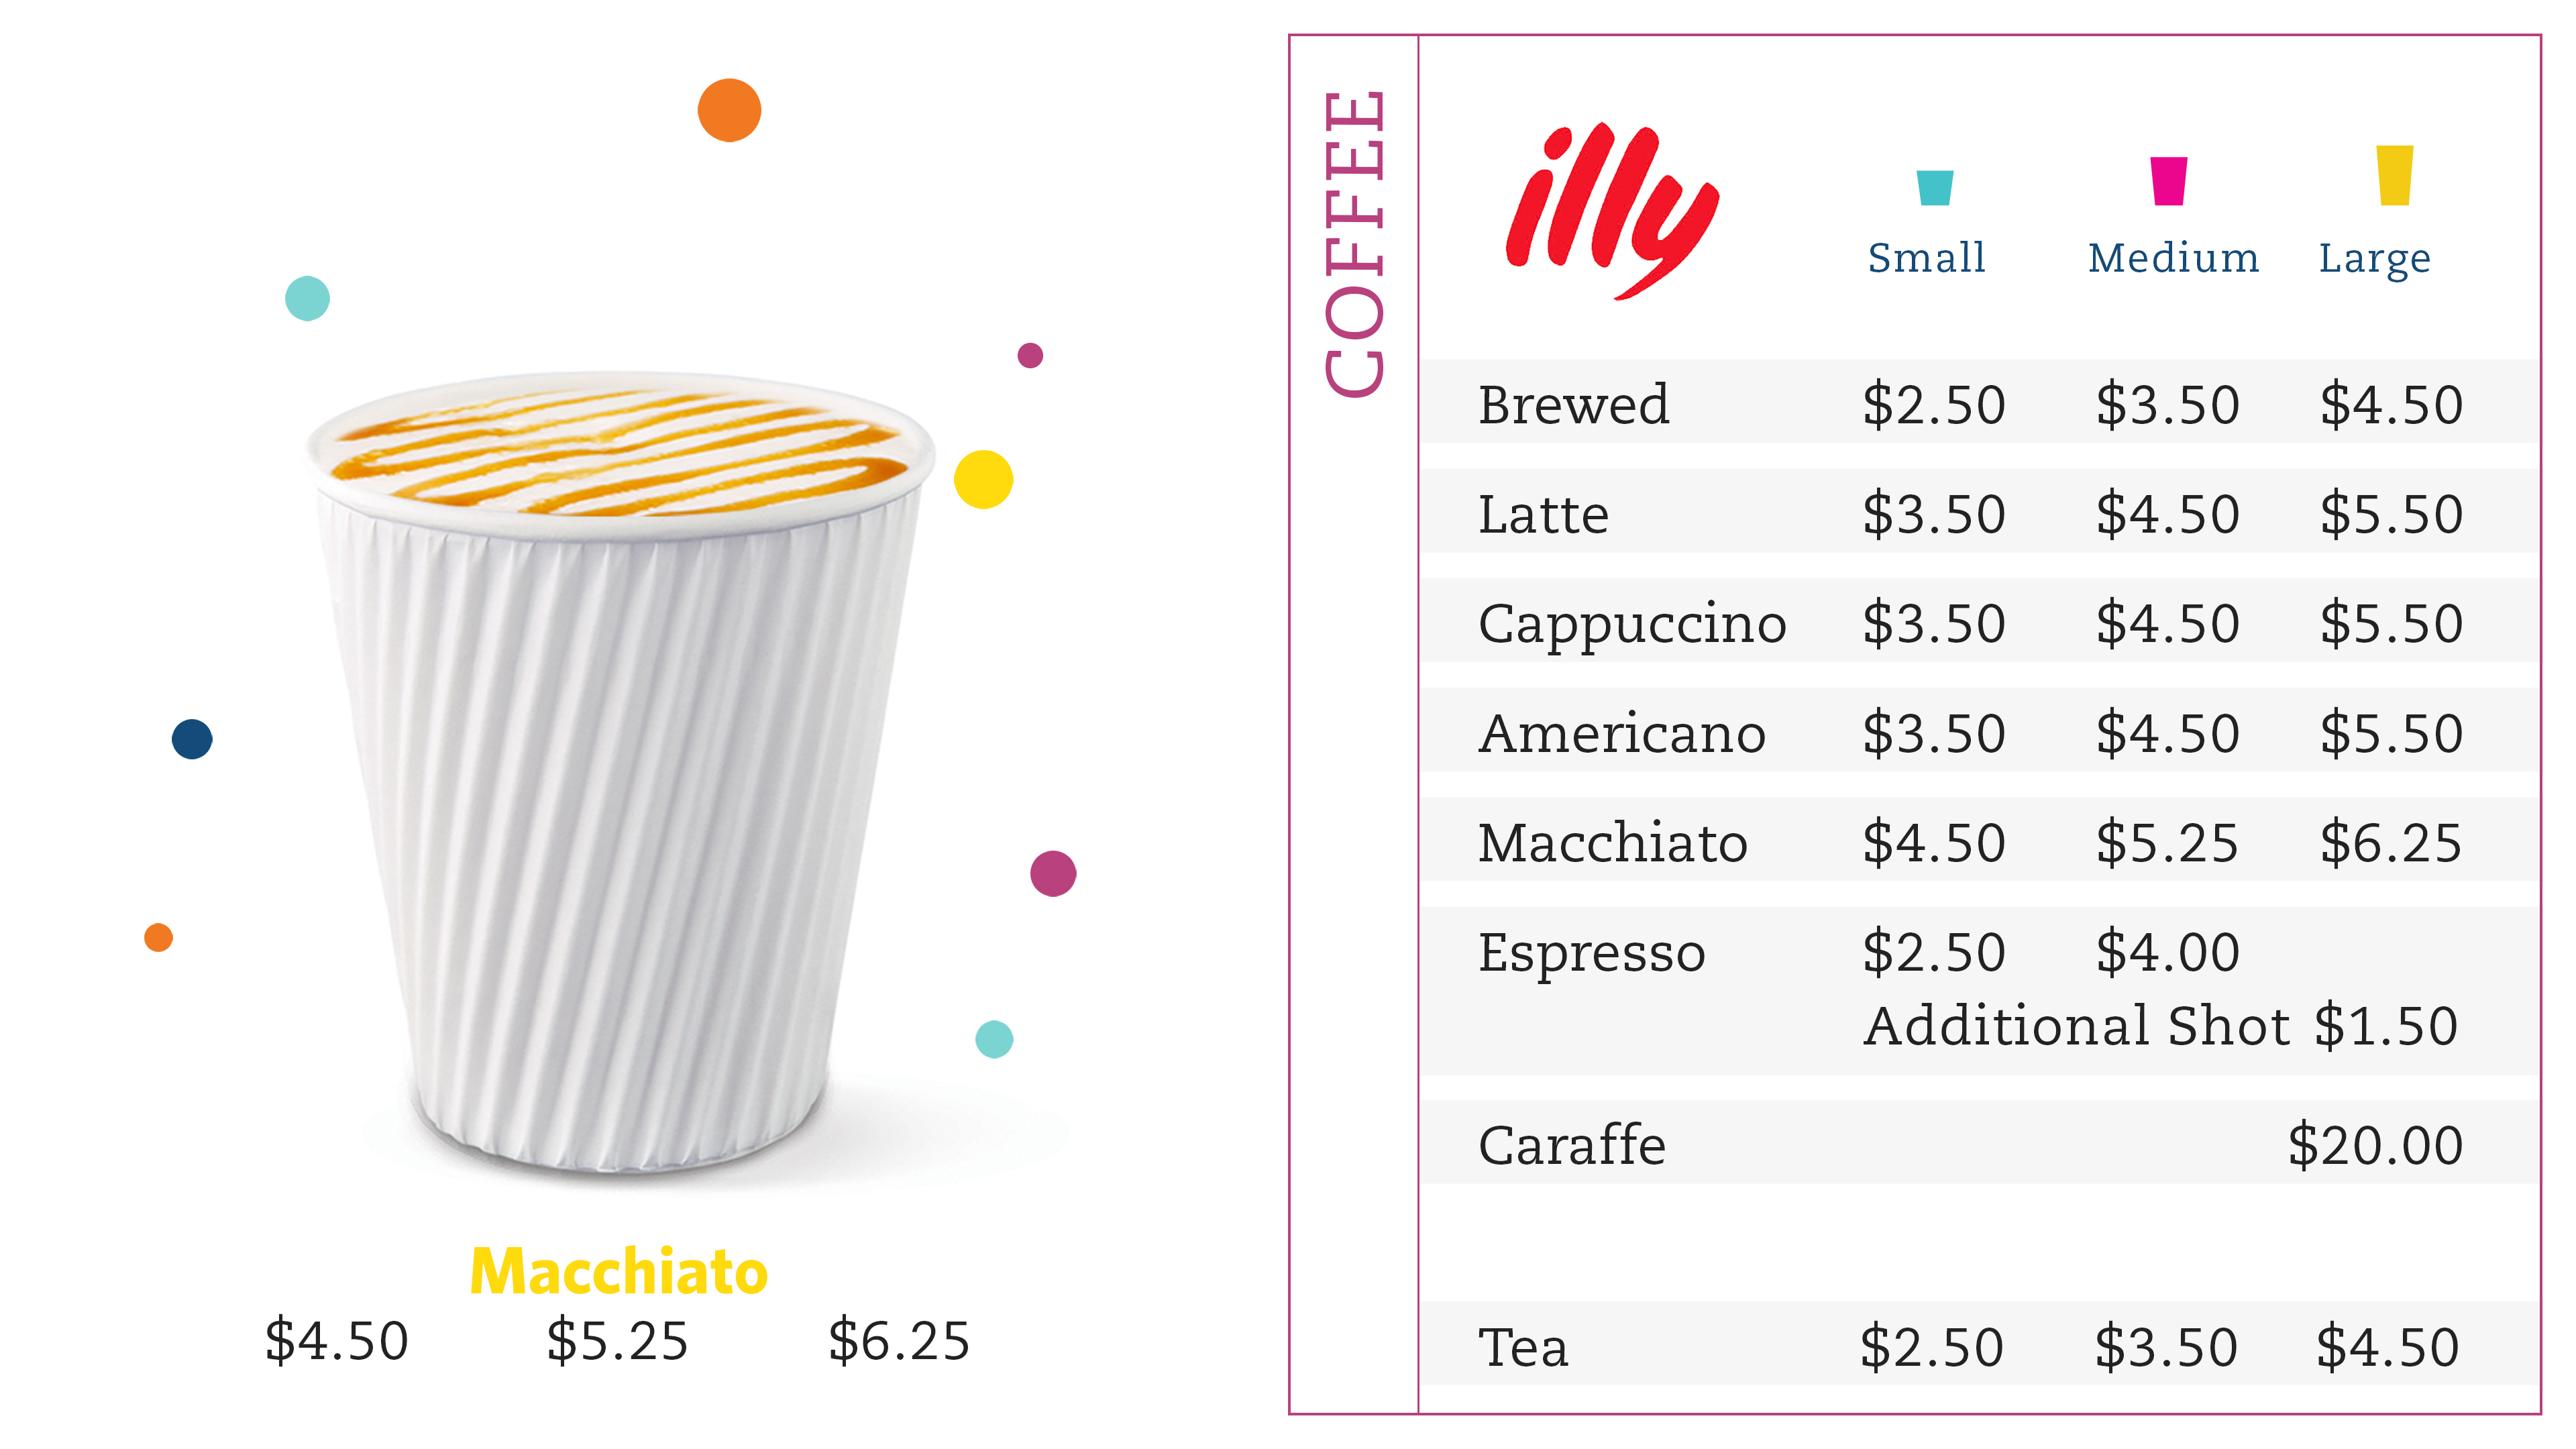 Macchiato
$4.50 $5.25 $6.25
COFFEE
illy
Small Medium Large
Brewed $2.50 $3.50 $4.50
Latte $3.50 $4.50 $5.50
Cappuccino $3.50 $4.50 $5.50
Americano $3.50 $4.50 $5.50
Macchiato $4.50 $5.25 $6.25
Espresso $2.50 $4.00
Additional Shot $1.50
Caraffe $20.00
Tea $2.50 $3.50 $4.50